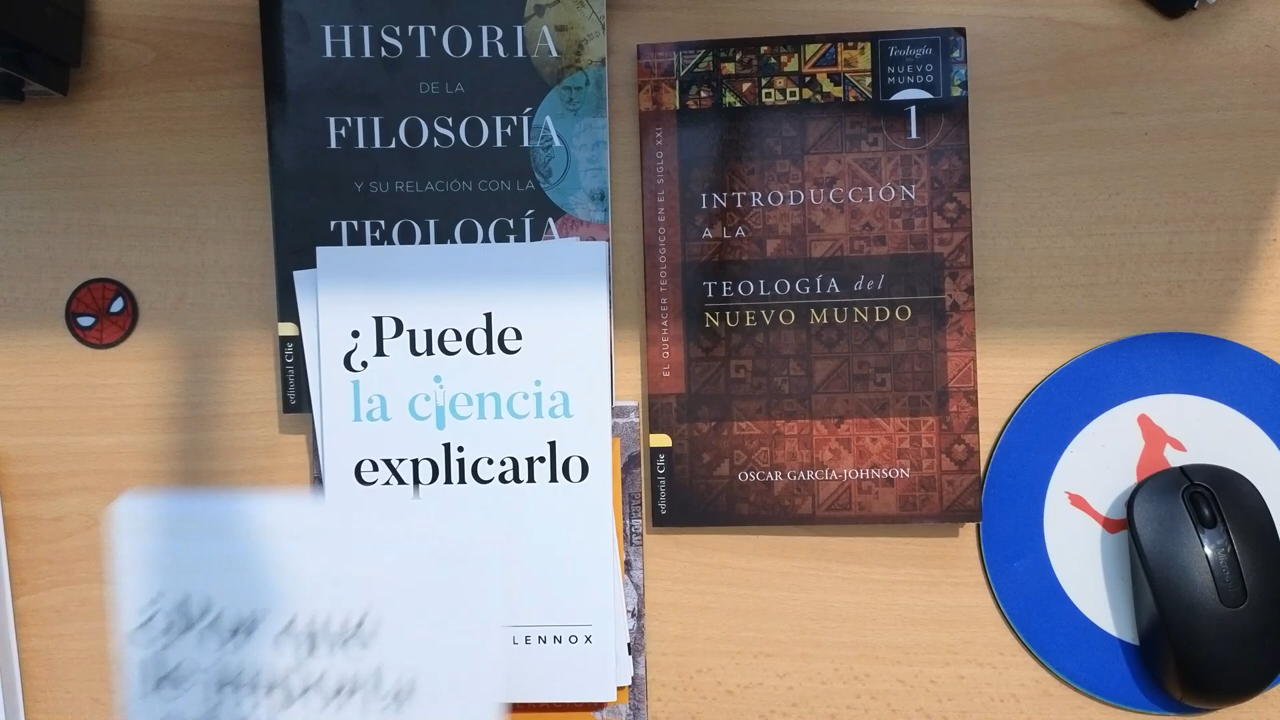 HISTORIA
DE LA
FILOSOFÍA
Y SU RELACIÓN CON LA
TEOLOGÍA
editorial Clie
¿Puede
la ciencia
explicarlo
LENNOX
PARADOJA
Teología
NUEVO
MUNDO
1
EL QUEHACER TEOLÓGICO EN EL SIGLO XXI
INTRODUCCIÓN
A LA
TEOLOGÍA del
NUEVO MUNDO
OSCAR GARCÍA-JOHNSON
editorial Clie
Microsoft